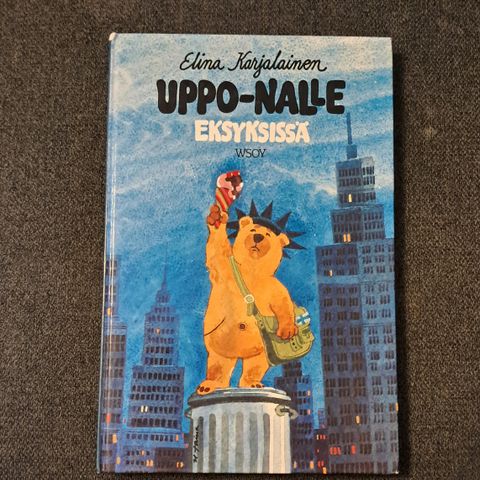 Elina Karjalainen
UPPO-NALLE
EKSYKSISSÄ
WSOY